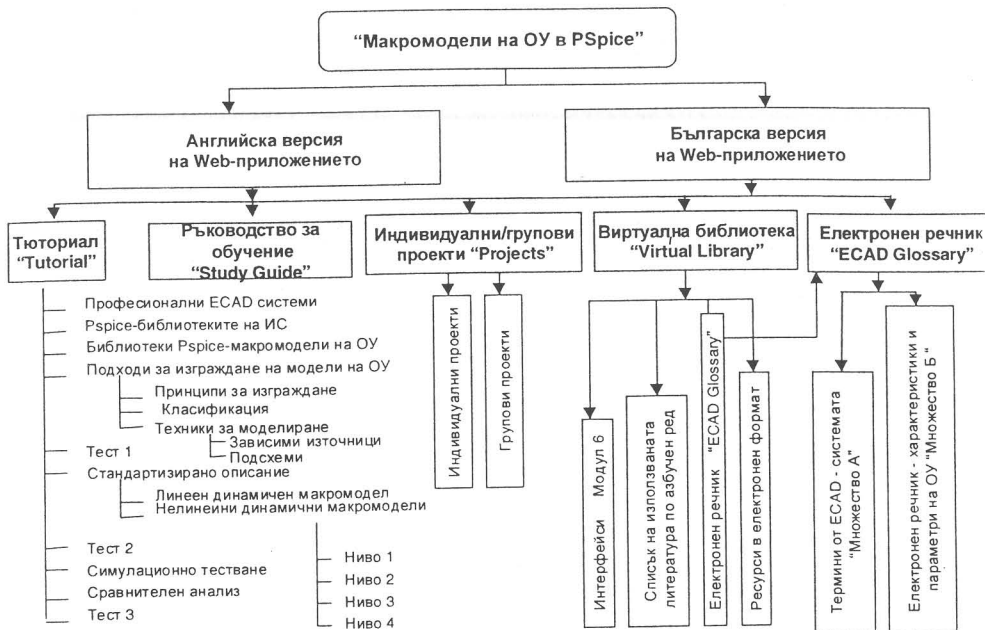 “Макромодели на ОУ в PSpice”
Английска версия
на Web-приложението
Българска версия
на Web-приложението
Тюториал
“Tutorial”
Ръководство за
обучение
“Study Guide”
Индивидуални/групови
проекти “Projects”
Виртуална библиотека
“Virtual Library”
Електронен речник
“ECAD Glossary”
Професионални ECAD системи
Pspice-библиотеките на ИС
Библиотеки Pspice-макромодели на ОУ
Подходи за изграждане на модели на ОУ
Принципи за изграждане
Класификация
Техники за моделиране
Зависими източници
Подсхеми
Тест 1
Стандартизирано описание
Линеен динамичен макромодел
Нелинеини динамични макромодели
Ниво 1
Ниво 2
Ниво 3
Ниво 4
Тест 2
Симулационно тестване
Сравнителен анализ
Тест 3
Индивидуални проекти
Групови проекти
Интерфейси Модул 6
Списък на използваната
литература по азбучен ред
Електронен речник “ECAD Glossary”
Ресурси в електронен формат
Термини от ECAD - системата
"Множество А"
Електронен речник - характеристики и
параметри на ОУ "Множество Б"